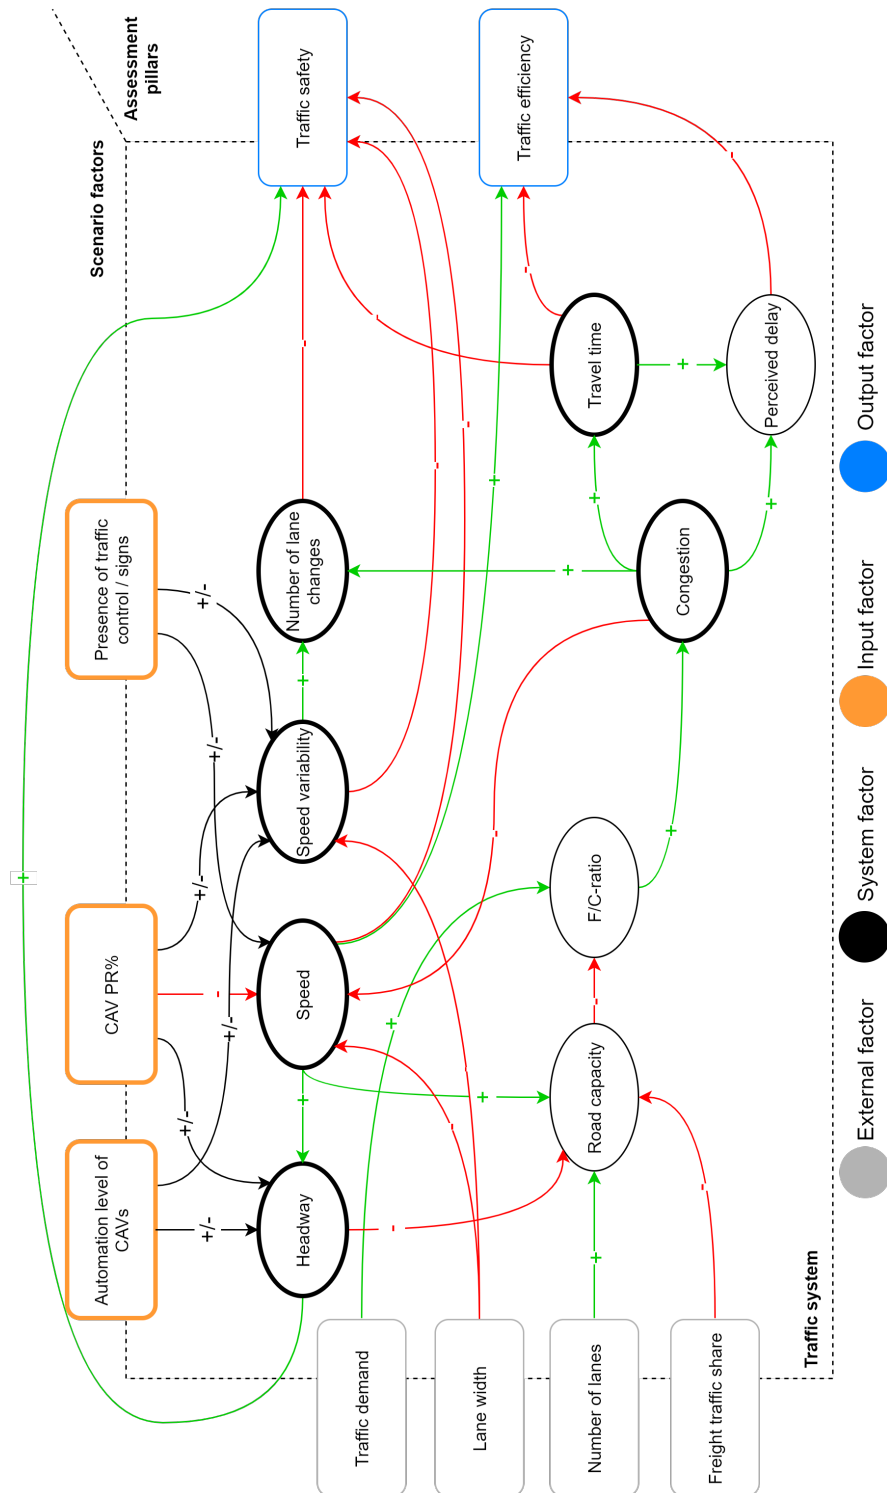 Assessment
pillars
Scenario factors
Traffic safety
Traffic efficiency
Presence of traffic
control / signs
CAV PR%
Automation level of
CAVs
Number of lane
changes
Speed variability
Speed
Headway
Travel time
Perceived delay
Congestion
F/C-ratio
Road capacity
Traffic demand
Lane width
Number of lanes
Freight traffic share
Traffic system
+
+/-
+/-
+/-
-
+/-
+/-
+/-
+
+
+
-
-
-
-
-
-
-
+
+
+
+
+
-
-
-
+
+
-
+
-
-
+
-
External factor
System factor
Input factor
Output factor